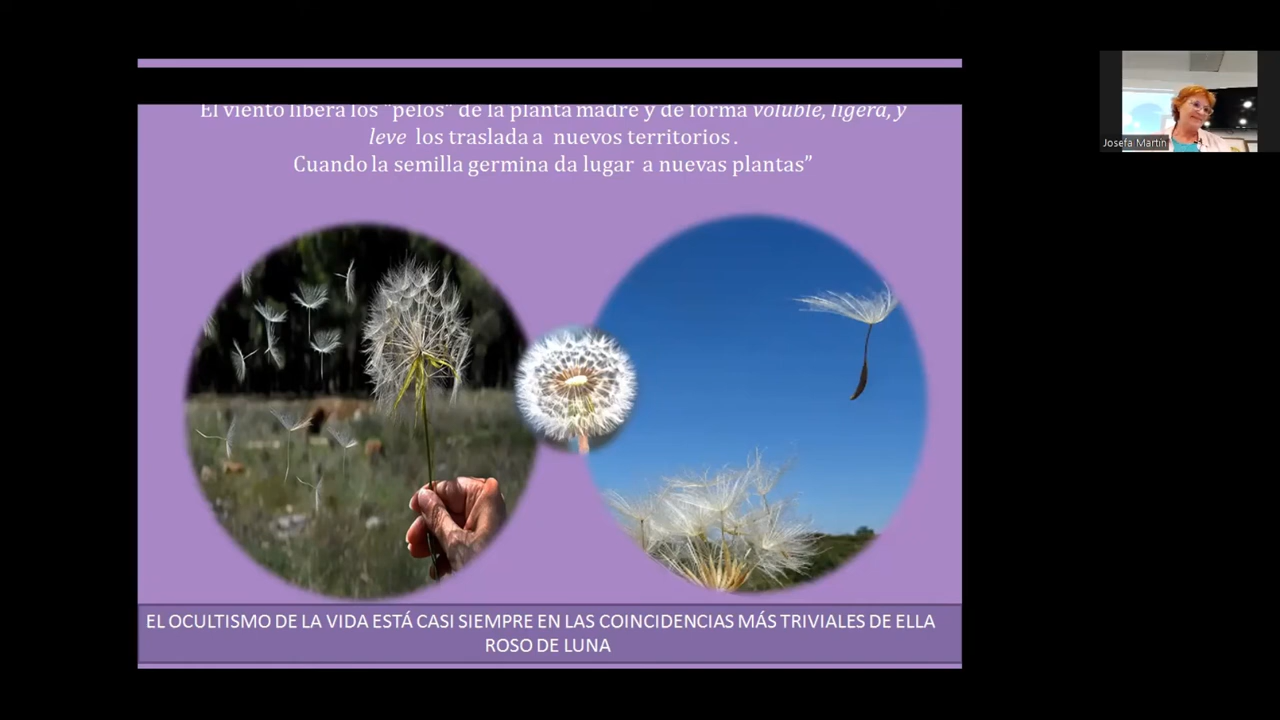 El viento libera los "pelos" de la planta madre y de forma voluble, ligera, y
leve los traslada a nuevos territorios.
Cuando la semilla germina da lugar a nuevas plantas”
Josefa Martín
EL OCULTISMO DE LA VIDA ESTÁ CASI SIEMPRE EN LAS COINCIDENCIAS MÁS TRIVIALES DE ELLA
ROSO DE LUNA